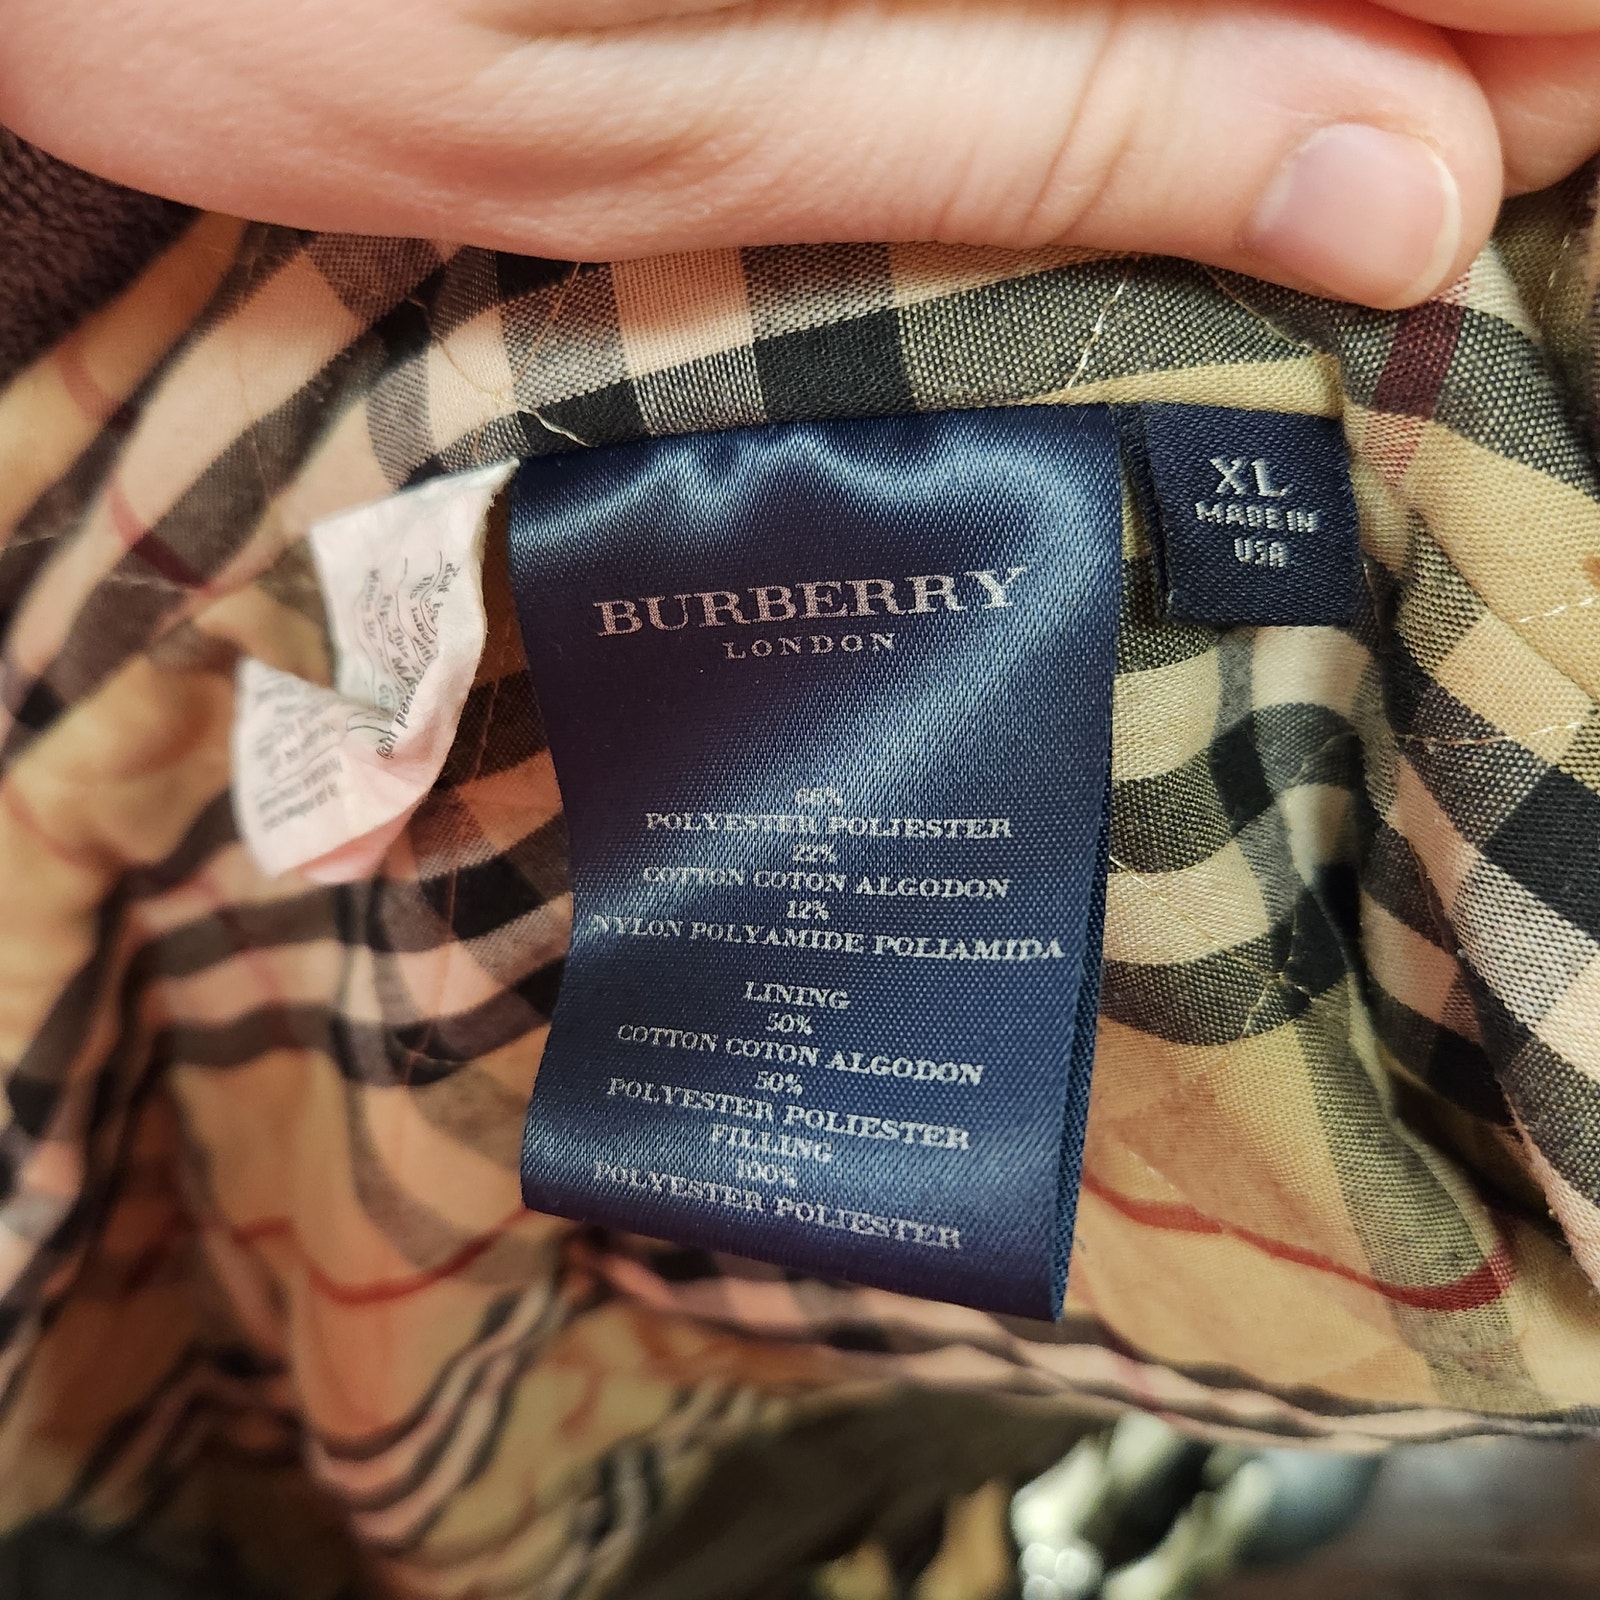 BURBERRY
LONDON
66%
POLYESTER POLIESTER
22%
COTTON COTON ALGODON
12%
NYLON POLYAMIDE POLIAMIDA
LINING
50%
COTTON COTON ALGODON
50%
POLYESTER POLIESTER
FILLING
100%
POLYESTER POLIESTER
XL
MADE IN
USA